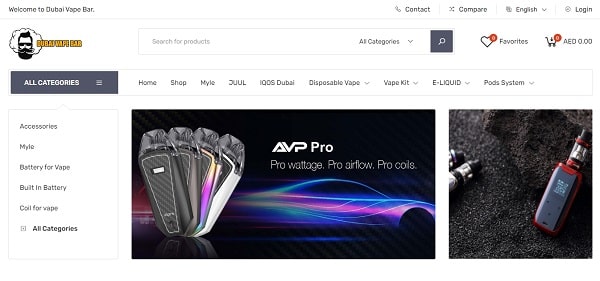 Welcome to Dubai Vape Bar.
Contact
Compare
English
Login
DUBAI VAPE BAR
Search for products
All Categories
0
Favorites
0
AED 0.00
ALL CATEGORIES
Home
Shop
Myle
JUUL
IQOS Dubai
Disposable Vape
Vape Kit
E-LIQUID
Pods System
Accessories
Myle
Battery for Vape
Built In Battery
Coil for vape
All Categories
AVP Pro
Pro wattage. Pro airflow. Pro coils.